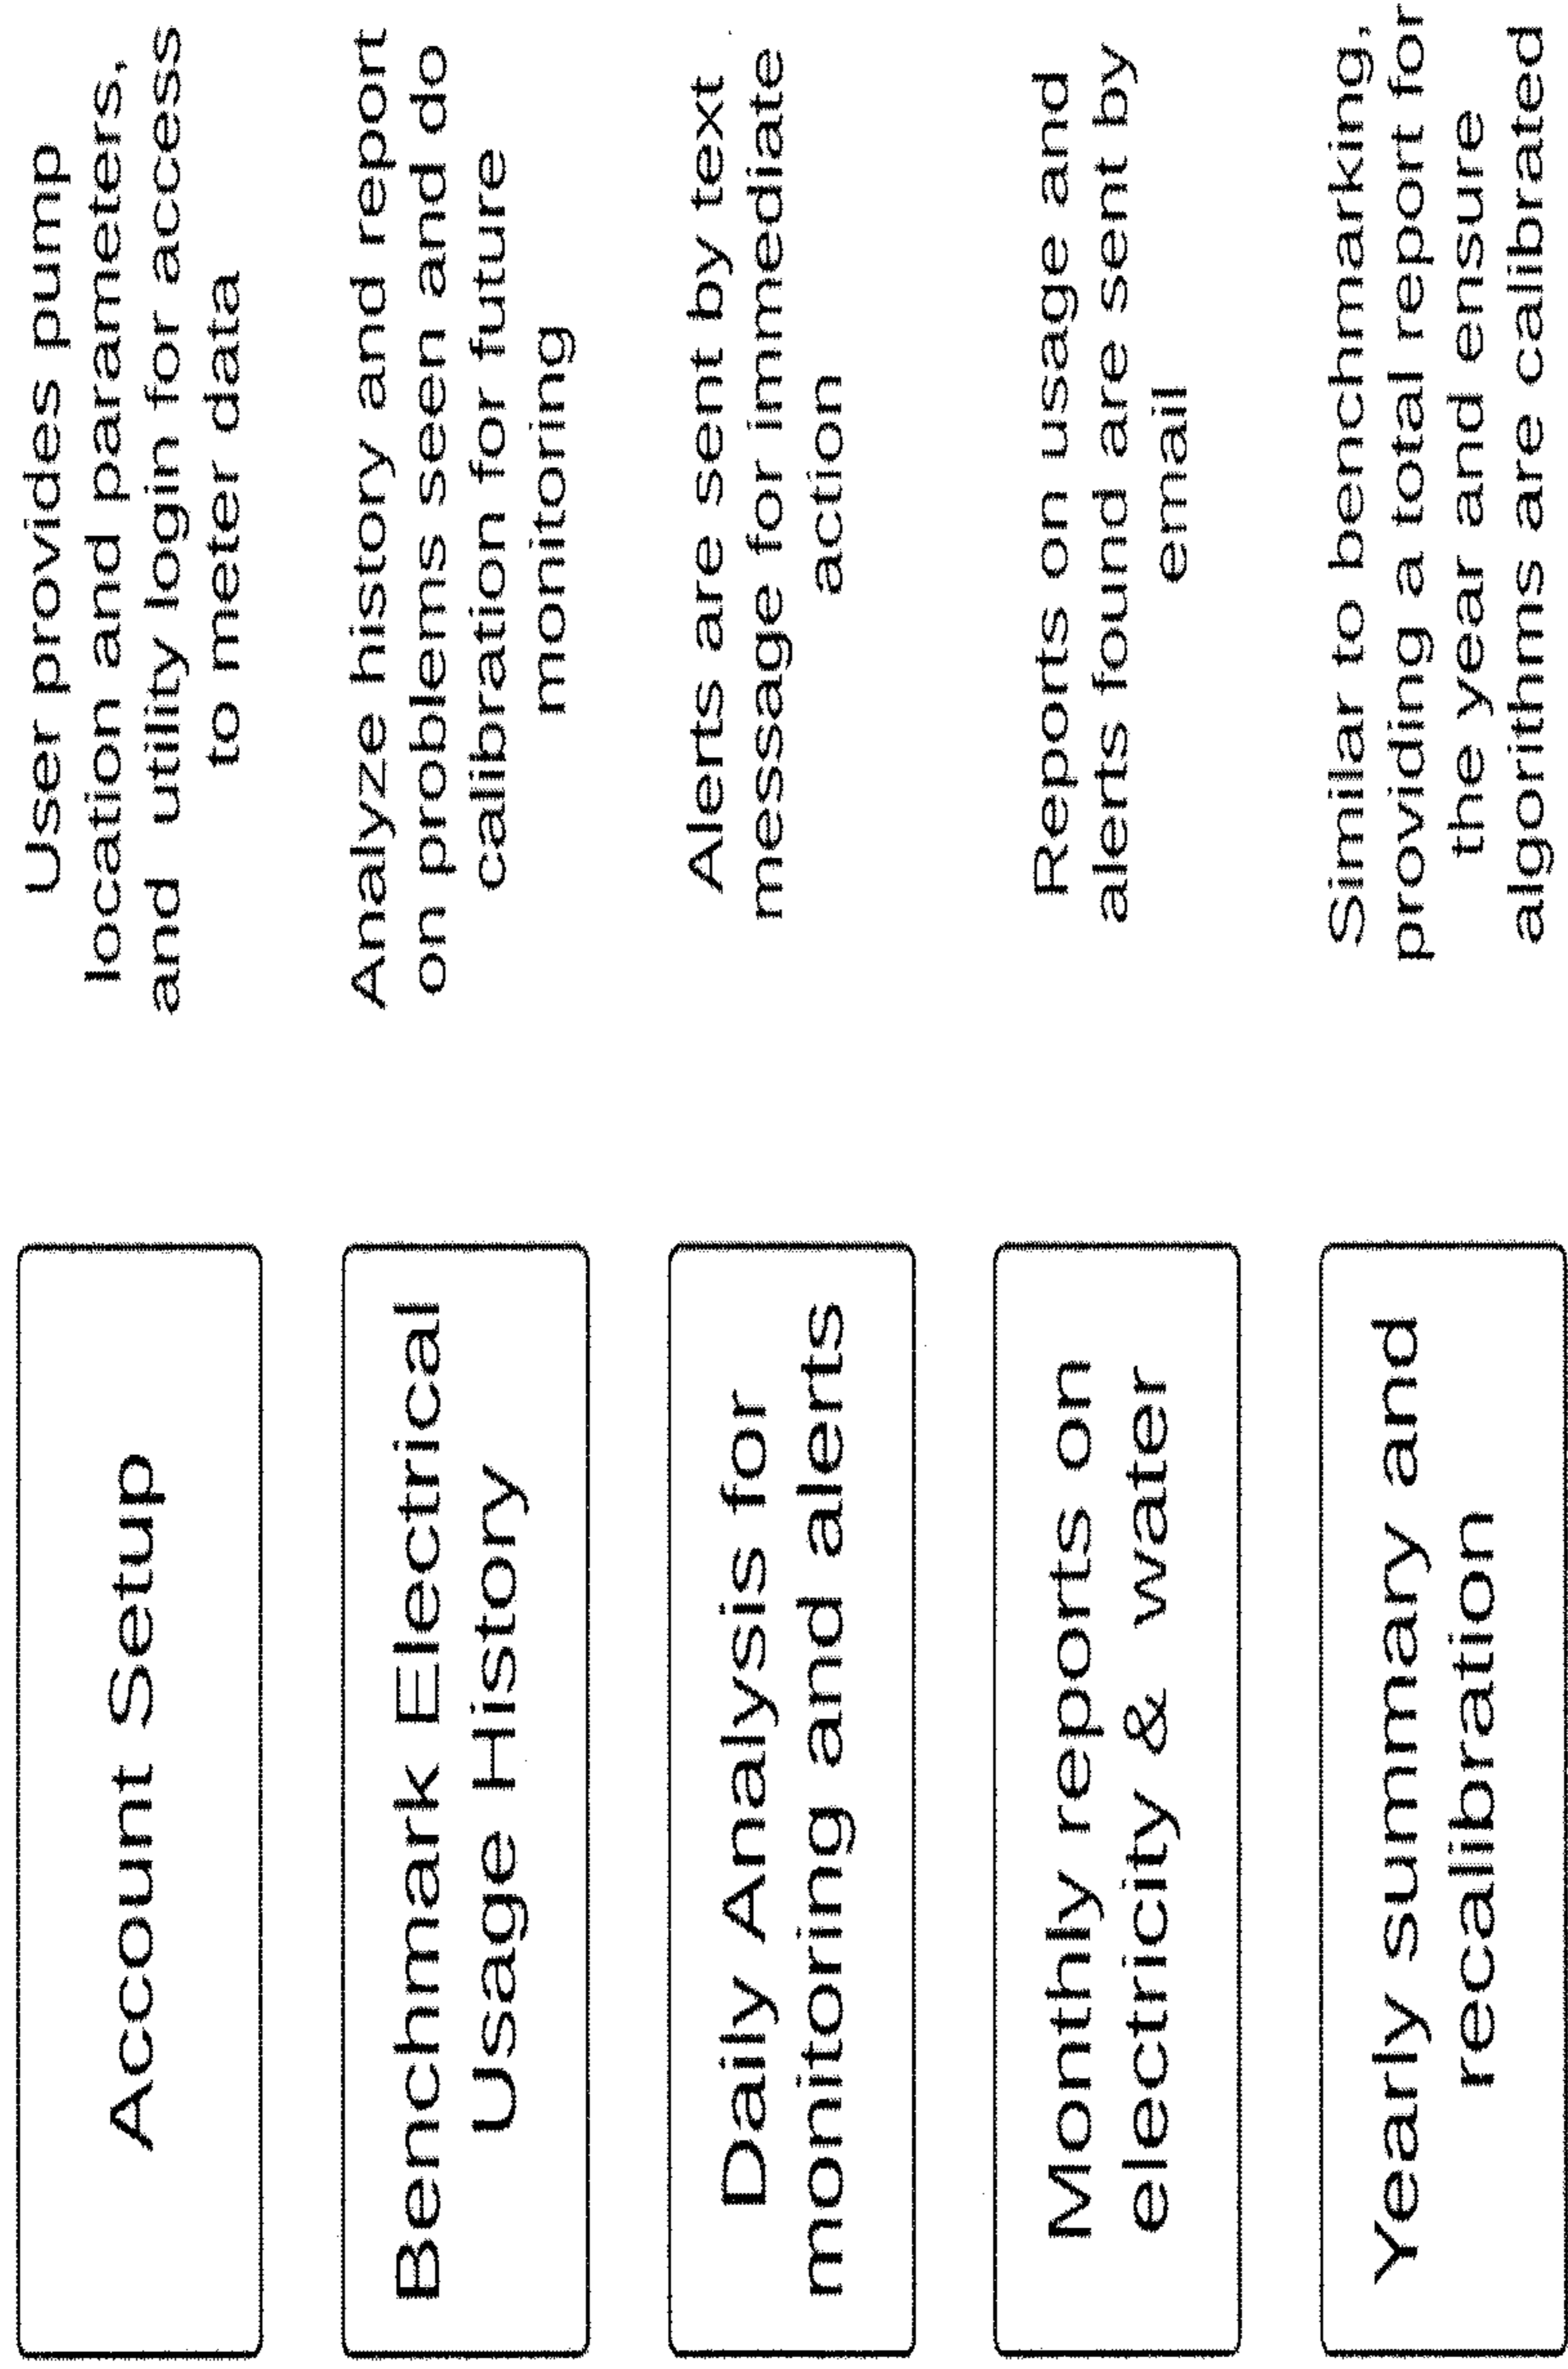 Account Setup
User provides pump
location and parameters,
and utility login for access
to meter data
Benchmark Electrical
Usage History
Analyze history and report
on problems seen and do
calibration for future
monitoring
Daily Analysis for
monitoring and alerts
Alerts are sent by text
message for immediate
action
Monthly reports on
electricity & water
Reports on usage and
alerts found are sent by
email
Yearly summary and
recalibration
Similar to benchmarking,
providing a total report for
the year and ensure
algorithms are calibrated